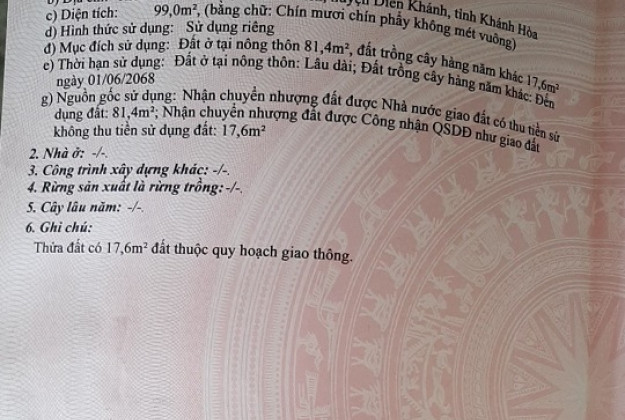 huyện Diên Khánh, tỉnh Khánh Hòa
c) Diện tích: 99,0m², (bằng chữ: Chín mươi chín phẩy không mét vuông)
d) Hình thức sử dụng: Sử dụng riêng
đ) Mục đích sử dụng: Đất ở tại nông thôn 81,4m², đất trồng cây hàng năm khác 17,6m²
e) Thời hạn sử dụng: Đất ở tại nông thôn: Lâu dài; Đất trồng cây hàng năm khác: Đến
ngày 01/06/2068
g) Nguồn gốc sử dụng: Nhận chuyển nhượng đất được Nhà nước giao đất có thu tiền sử
dụng đất: 81,4m²; Nhận chuyển nhượng đất được Công nhận QSDĐ như giao đất
không thu tiền sử dụng đất: 17,6m²
2. Nhà ở: -/-.
3. Công trình xây dựng khác: -/-.
4. Rừng sản xuất là rừng trồng: -/-.
5. Cây lâu năm: -/-.
6. Ghi chú:
Thửa đất có 17,6m² đất thuộc quy hoạch giao thông.